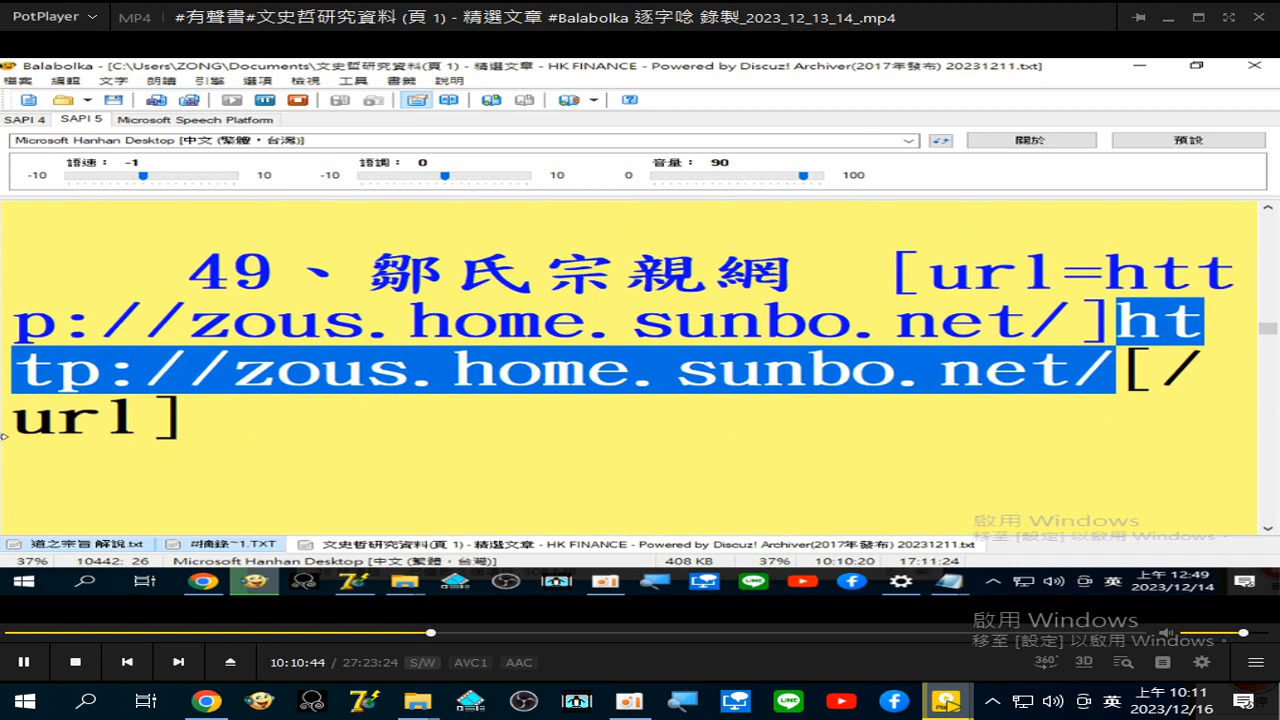 PotPlayer
MP4
#有聲書#文史哲研究資料 (頁 1) - 精選文章 #Balabolka 逐字唸 錄製_2023_12_13_14_.mp4
Balabolka - [C:\Users\ZONG\Documents\文史哲研究資料(頁 1) - 精選文章 - HK FINANCE - Powered by Discuz! Archiver(2017年發布) 20231211.txt]
檔案 編輯 文字 朗讀 引擎 選項 檢視 工具 書籤 說明
SAPI 4 SAPI 5 Microsoft Speech Platform
Microsoft Hanhan Desktop [中文 (繁體，台灣)]
關於
預設
語速： -1 語調： 0 音量： 90
-10 10 -10 10 0 100
49、鄒氏宗親網 [url=htt
p://zous.home.sunbo.net/]ht
tp://zous.home.sunbo.net/[/
url]
啟用 Windows
移至 [設定] 以啟用 Windows。
道之宗旨 解說.txt #摘錄~1.TXT 文史哲研究資料(頁 1) - 精選文章 - HK FINANCE - Powered by Discuz! Archiver(2017年發布) 20231211.txt
37% 10442: 26 Microsoft Hanhan Desktop [中文 (繁體，台灣)] 408 KB 37% 10:10:20 17:11:24
英
上午 12:49
2023/12/14
啟用 Windows
移至 [設定] 以啟用 Windows。
10:10:44 / 27:23:24 S/W AVC1 AAC
360° 3D
英
上午 10:11
2023/12/16